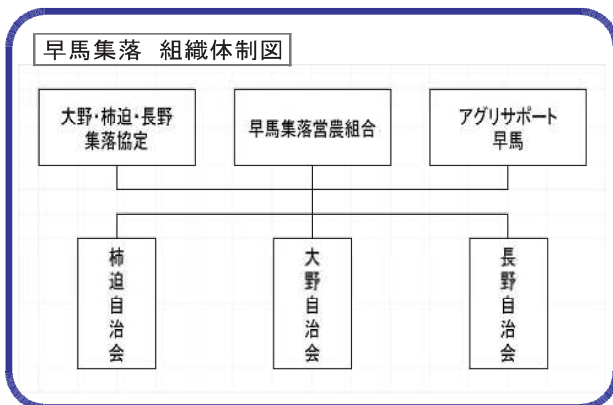 早馬集落 組織体制図
大野・柿迫・長野
集落協定
早馬集落営農組合
アグリサポート
早馬
柿迫自治会
大野自治会
長野自治会